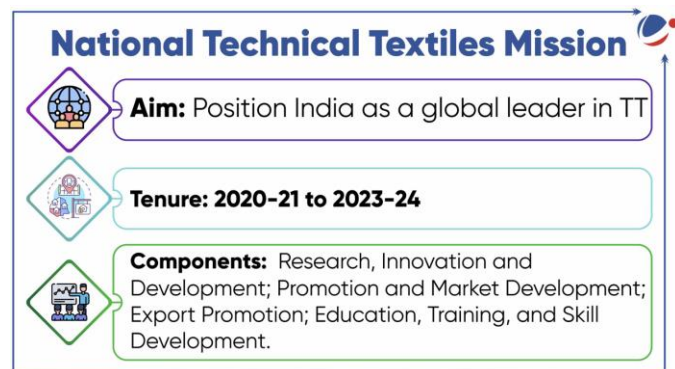 National Technical Textiles Mission
Aim: Position India as a global leader in TT
Tenure: 2020-21 to 2023-24
Components: Research, Innovation and
Development; Promotion and Market Development;
Export Promotion; Education, Training, and Skill
Development.